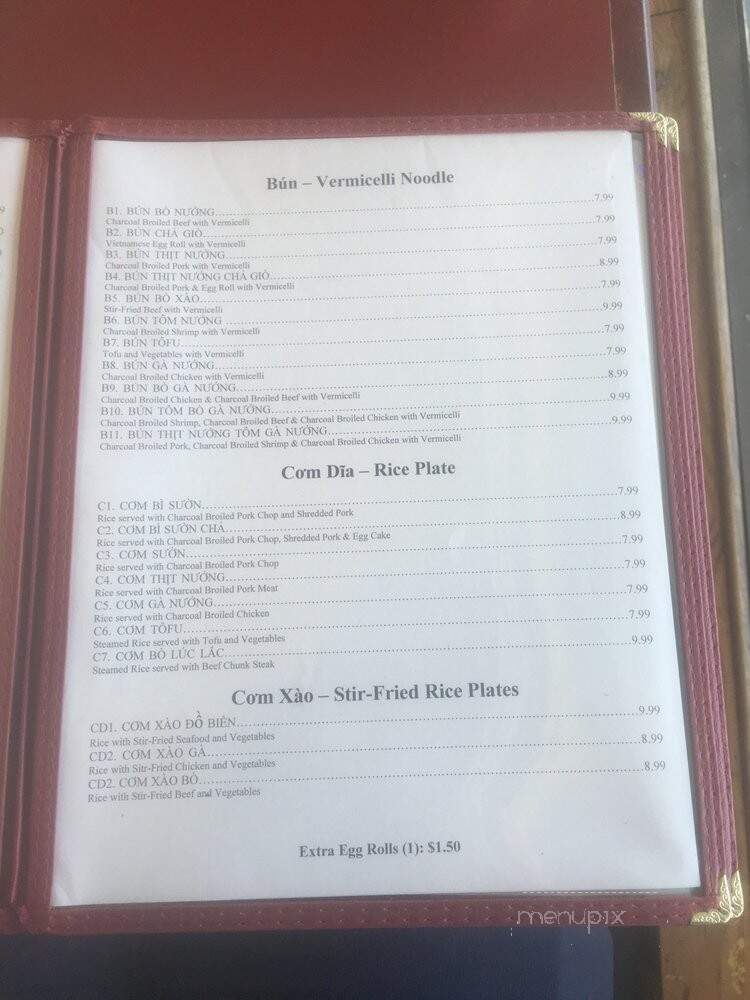 Bún – Vermicelli Noodle
B1. BÚN BÒ NƯỚNG 7.99
Charcoal Broiled Beef with Vermicelli
B2. BÚN CHẢ GIÒ 7.99
Vietnamese Egg Roll with Vermicelli
B3. BÚN THỊT NƯỚNG 7.99
Charcoal Broiled Pork with Vermicelli
B4. BÚN THỊT NƯỚNG CHẢ GIÒ 8.99
Charcoal Broiled Pork & Egg Roll with Vermicelli
B5. BÚN BÒ XÀO 7.99
Stir-Fried Beef with Vermicelli
B6. BÚN TÔM NƯỚNG 9.99
Charcoal Broiled Shrimp with Vermicelli
B7. BÚN TÔFU 7.99
Tofu and Vegetables with Vermicelli
B8. BÚN GÀ NƯỚNG 7.99
Charcoal Broiled Chicken with Vermicelli
B9. BÚN BÒ GÀ NƯỚNG 8.99
Charcoal Broiled Chicken & Charcoal Broiled Beef with Vermicelli
B10. BÚN TÔM BÒ GÀ NƯỚNG 9.99
Charcoal Broiled Shrimp, Charcoal Broiled Beef & Charcoal Broiled Chicken with Vermicelli
B11. BÚN THỊT NƯỚNG TÔM GÀ NƯỚNG 9.99
Charcoal Broiled Pork, Charcoal Broiled Shrimp & Charcoal Broiled Chicken with Vermicelli
Cơm Dĩa – Rice Plate
C1. CƠM BÌ SƯỜN 7.99
Rice served with Charcoal Broiled Pork Chop and Shredded Pork
C2. CƠM BÌ SƯỜN CHẢ 8.99
Rice served with Charcoal Broiled Pork Chop, Shredded Pork & Egg Cake
C3. CƠM SƯỜN 7.99
Rice served with Charcoal Broiled Pork Chop
C4. CƠM THỊT NƯỚNG 7.99
Rice served with Charcoal Broiled Pork Meat
C5. CƠM GÀ NƯỚNG 7.99
Rice served with Charcoal Broiled Chicken
C6. CƠM TÔFU 7.99
Steamed Rice served with Tofu and Vegetables
C7. CƠM BÒ LÚC LẮC 9.99
Steamed Rice served with Beef Chunk Steak
Cơm Xào – Stir-Fried Rice Plates
CD1. CƠM XÀO ĐỒ BIỂN 9.99
Rice with Stir-Fried Seafood and Vegetables
CD2. CƠM XÀO GÀ 8.99
Rice with Sitr-Fried Chicken and Vegetables
CD2. CƠM XÀO BÒ 8.99
Rice with Stir-Fried Beef and Vegetables
Extra Egg Rolls (1): $1.50
menupix